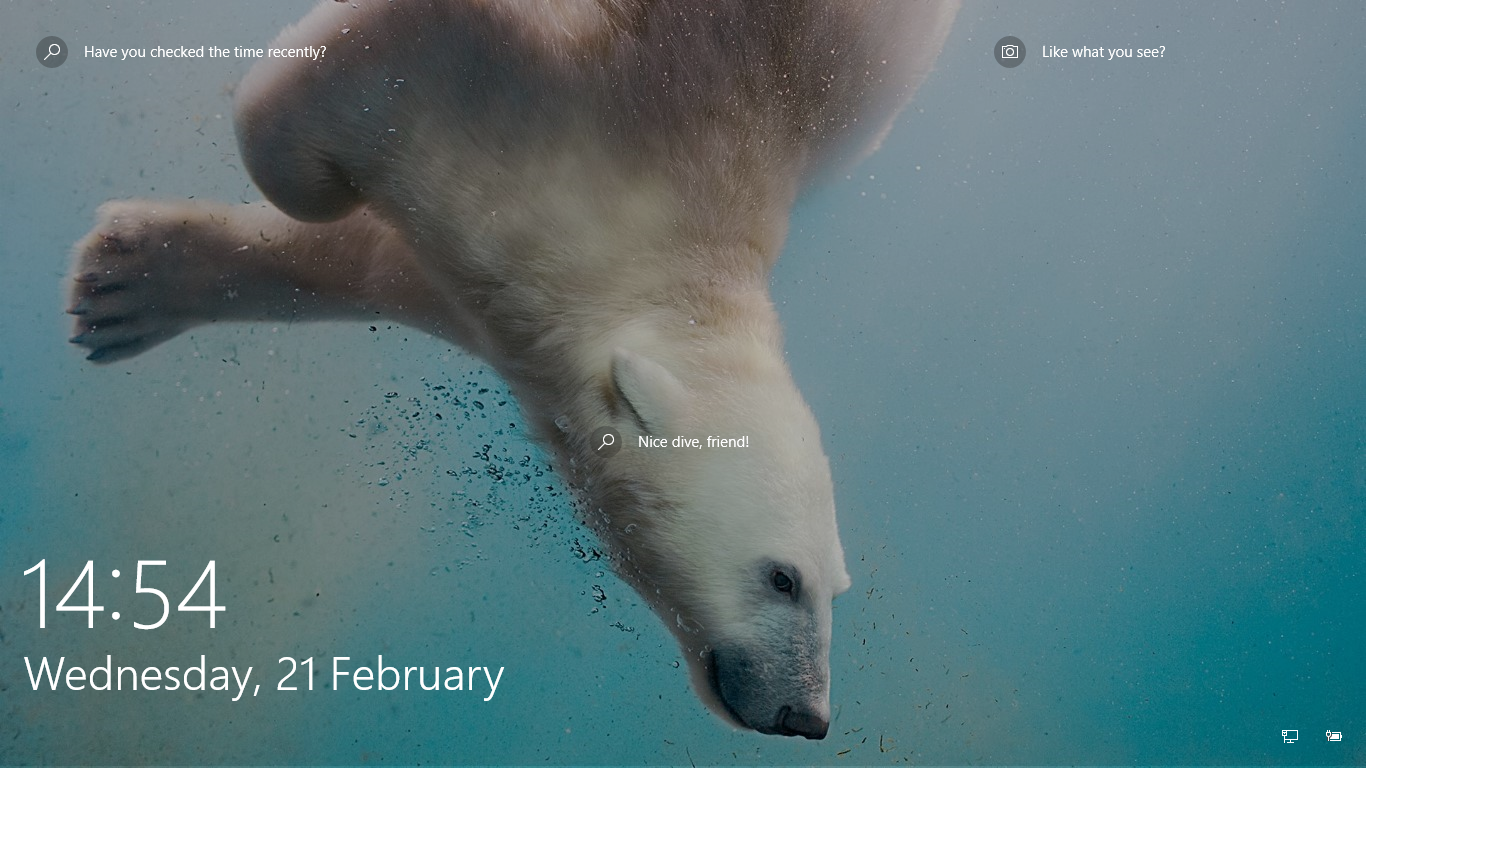 Have you checked the time recently?
Like what you see?
Nice dive, friend!
14:54
Wednesday, 21 February